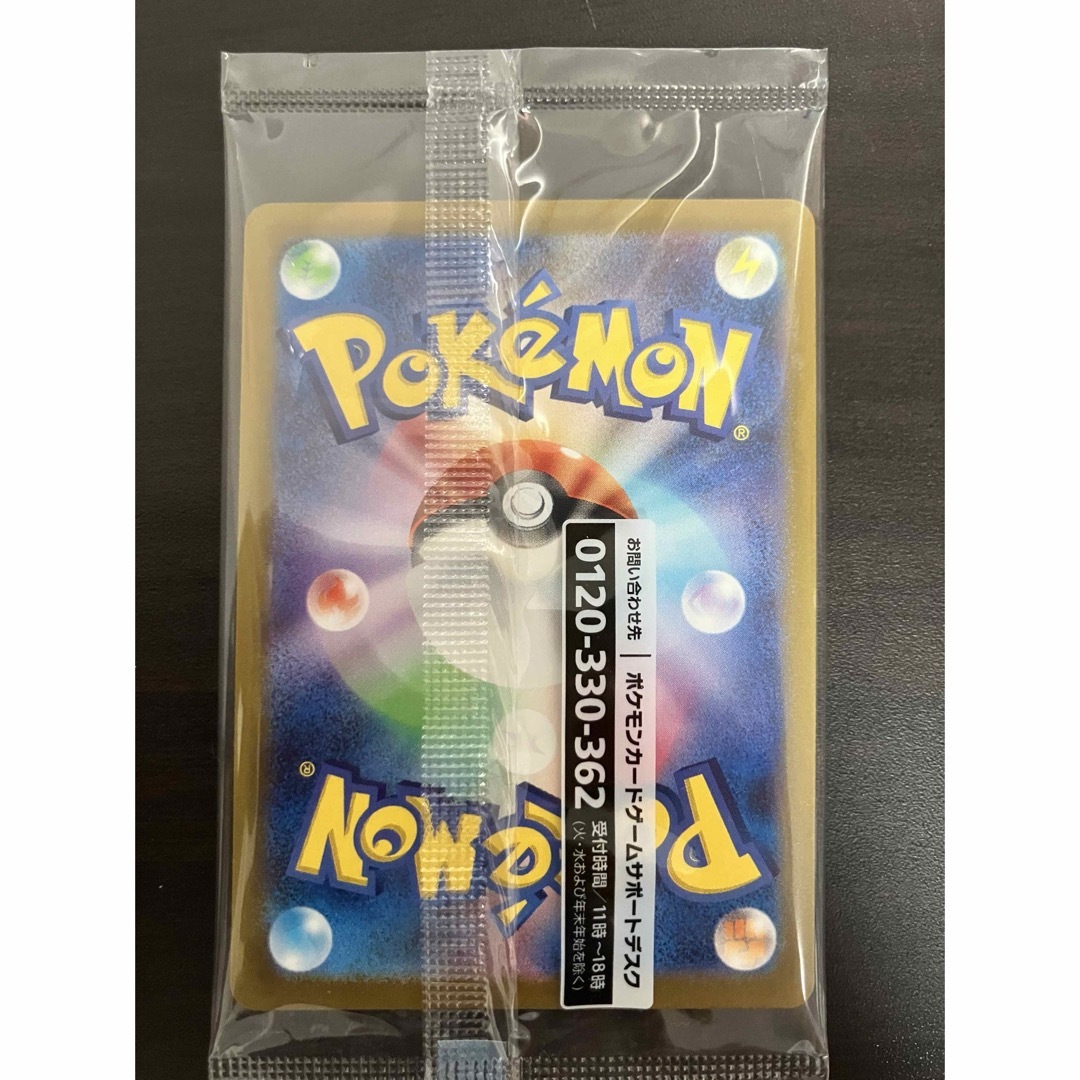 POKéMON
®
お問い合わせ先 | ポケモンカードゲームサポートデスク
0120-330-362 受付時間/11時~18時
(火・水および年末年始を除く)
POKéMON
®